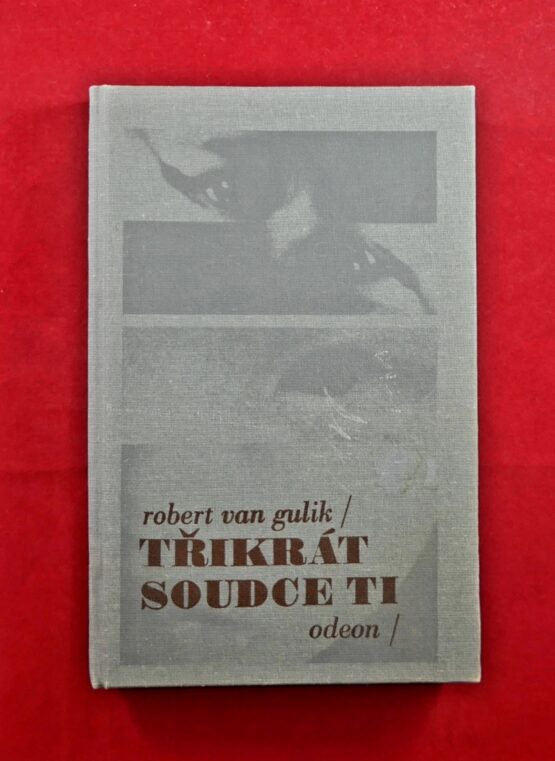 robert van gulik /
TŘIKRÁT
SOUDCE TI
odeon /